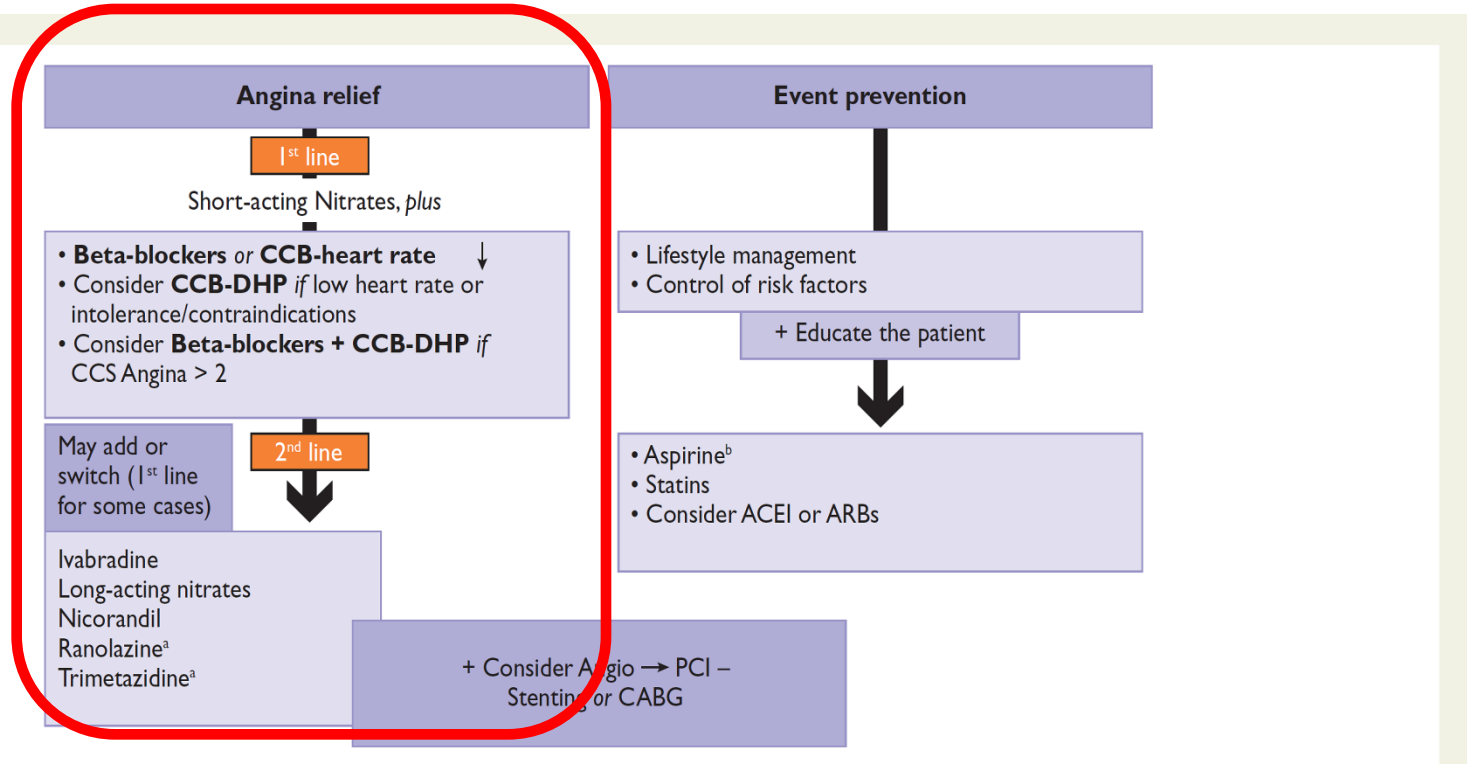 Angina relief
1st line
Short-acting Nitrates, plus
• Beta-blockers or CCB-heart rate ↓
• Consider CCB-DHP if low heart rate or
intolerance/contraindications
• Consider Beta-blockers + CCB-DHP if
CCS Angina > 2
2nd line
May add or
switch (1st line
for some cases)
Ivabradine
Long-acting nitrates
Nicorandil
Ranolazineᵃ
Trimetazidineᵃ
+ Consider Angio → PCI –
Stenting or CABG
Event prevention
• Lifestyle management
• Control of risk factors
+ Educate the patient
• Aspirineᵇ
• Statins
• Consider ACEI or ARBs